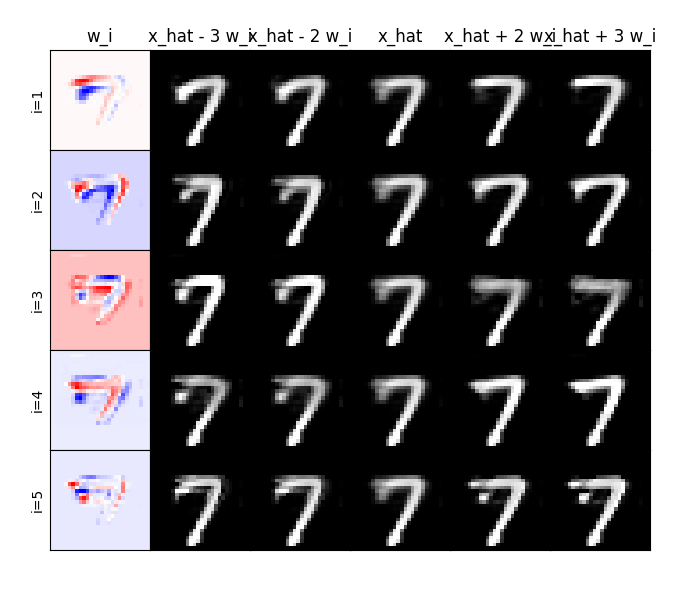 w_i x_hat - 3 w_i x_hat - 2 w_i x_hat x_hat + 2 w_i x_hat + 3 w_i
i=1
i=2
i=3
i=4
i=5